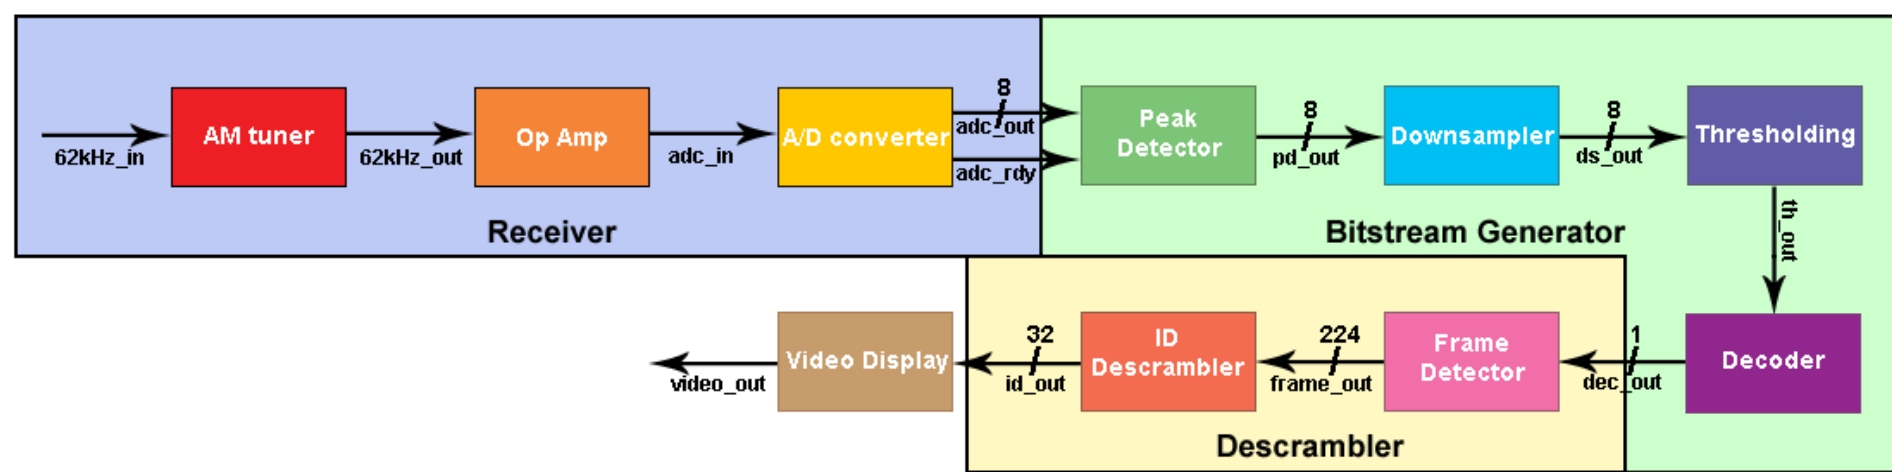 62kHz_in
AM tuner
62kHz_out
Op Amp
adc_in
A/D converter
8
adc_out
adc_rdy
Peak
Detector
8
pd_out
Downsampler
8
ds_out
Thresholding
Receiver
Bitstream Generator
th_out
Decoder
1
dec_out
Frame
Detector
224
frame_out
ID
Descrambler
32
id_out
Video Display
video_out
Descrambler